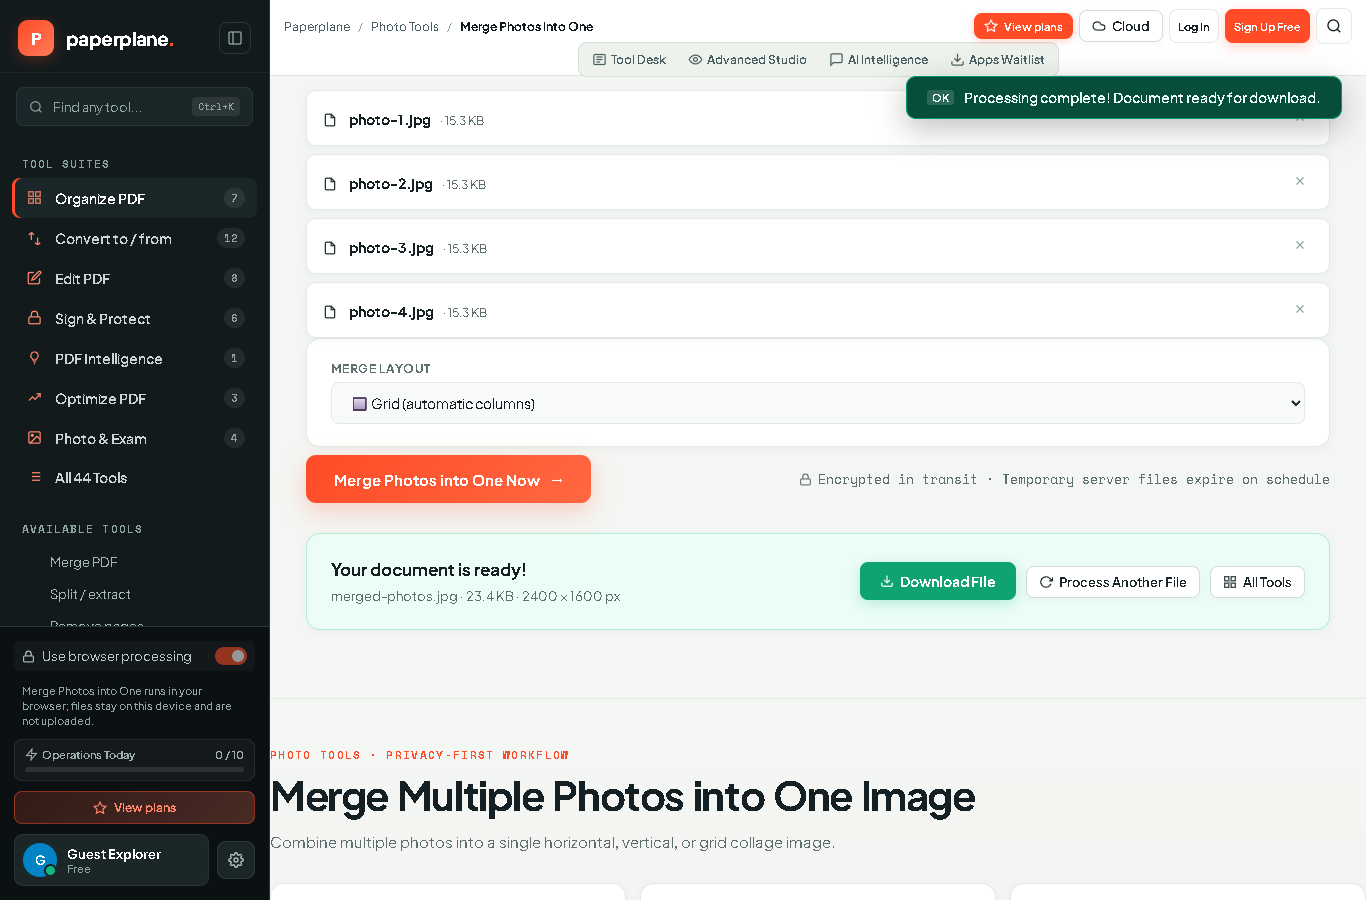 P paperplane.
Find any tool... Ctrl+K
TOOL SUITES
Organize PDF 7
Convert to / from 12
Edit PDF 8
Sign & Protect 6
PDF Intelligence 1
Optimize PDF 3
Photo & Exam 4
All 44 Tools
AVAILABLE TOOLS
Merge PDF
Split / extract
Remove pages
Use browser processing
Merge Photos into One runs in your
browser; files stay on this device and are
not uploaded.
Operations Today 0 / 10
View plans
G Guest Explorer
Free
Paperplane / Photo Tools / Merge Photos Into One
View plans Cloud Log In Sign Up Free
Tool Desk Advanced Studio AI Intelligence Apps Waitlist
OK Processing complete! Document ready for download.
photo-1.jpg · 15.3 KB ×
photo-2.jpg · 15.3 KB ×
photo-3.jpg · 15.3 KB ×
photo-4.jpg · 15.3 KB ×
MERGE LAYOUT
Grid (automatic columns)
Merge Photos into One Now →
Encrypted in transit · Temporary server files expire on schedule
Your document is ready!
merged-photos.jpg · 23.4 KB · 2400 x 1600 px
Download File Process Another File All Tools
PHOTO TOOLS · PRIVACY-FIRST WORKFLOW
Merge Multiple Photos into One Image
Combine multiple photos into a single horizontal, vertical, or grid collage image.